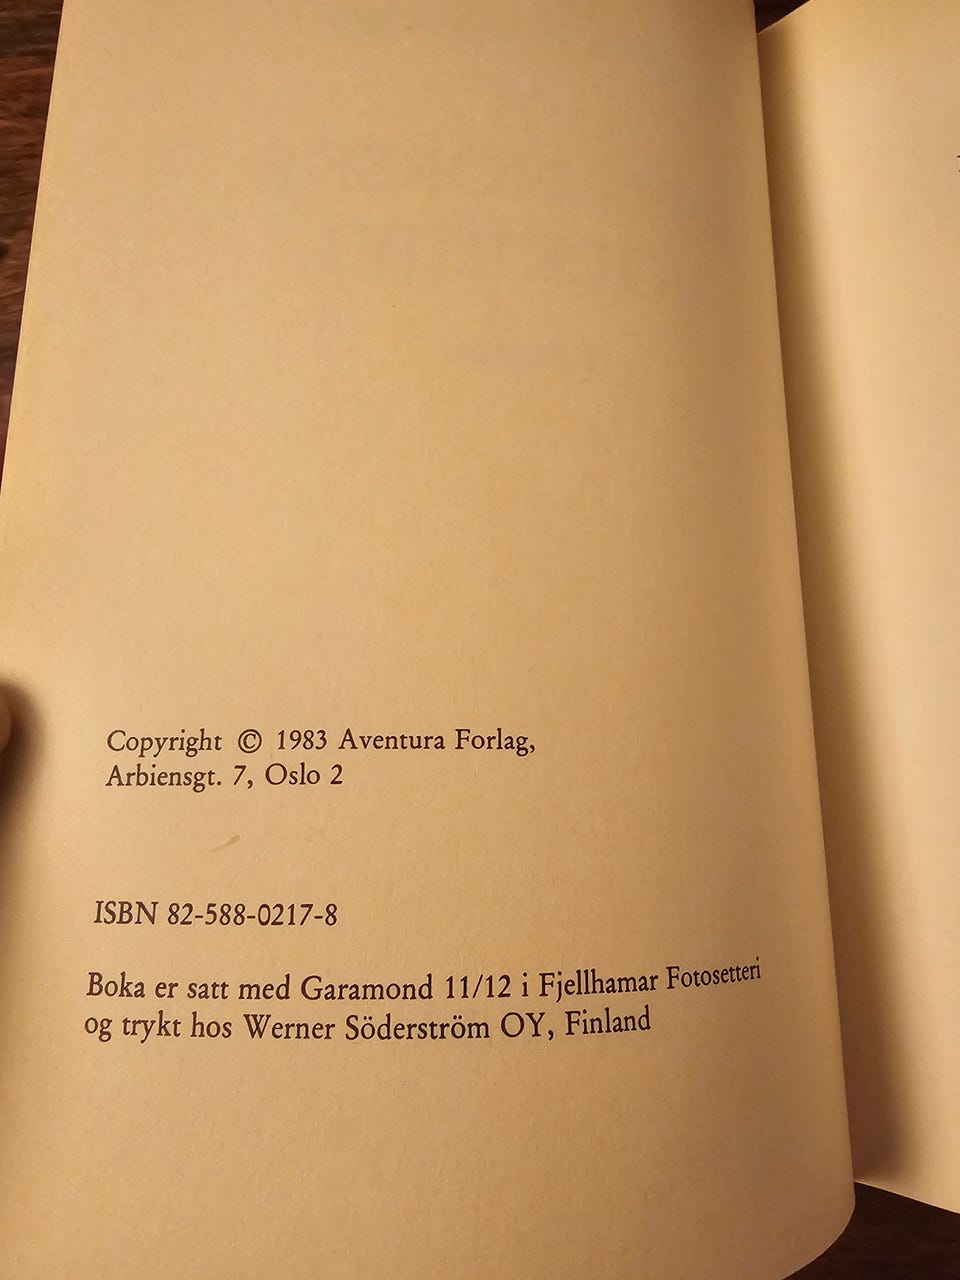 Copyright © 1983 Aventura Forlag,
Arbiensgt. 7, Oslo 2
ISBN 82-588-0217-8
Boka er satt med Garamond 11/12 i Fjellhamar Fotosetteri
og trykt hos Werner Söderström OY, Finland